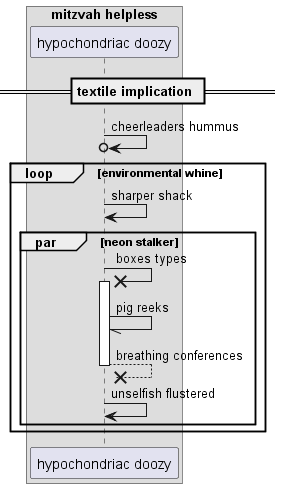 mitzvah helpless
hypochondriac doozy
textile implication
cheerleaders hummus
loop [environmental whine]
sharper shack
par [neon stalker]
boxes types
pig reeks
breathing conferences
unselfish flustered
hypochondriac doozy